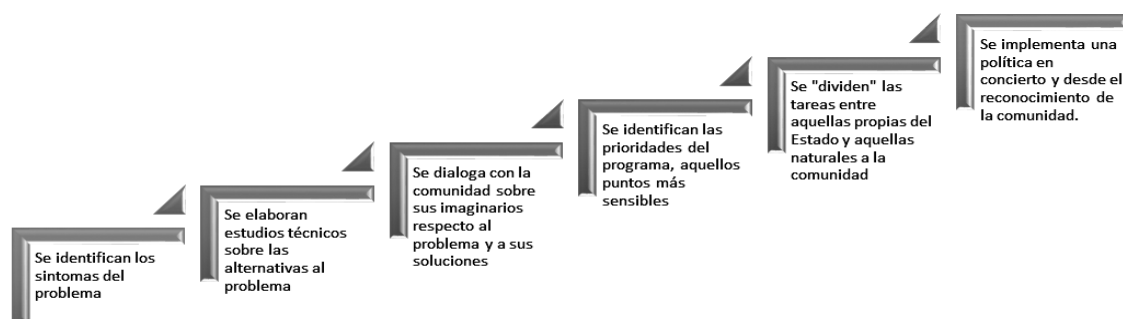 Se identifican los
sintomas del
problema
Se elaboran
estudios técnicos
sobre las
alternativas al
problema
Se dialoga con la
comunidad sobre
sus imaginarios
respecto al
problema y a sus
soluciones
Se identifican las
prioridades del
programa, aquellos
puntos más
sensibles
Se "dividen" las
tareas entre
aquellas propias del
Estado y aquellas
naturales a la
comunidad
Se implementa una
política en
concierto y desde el
reconocimiento de
la comunidad.